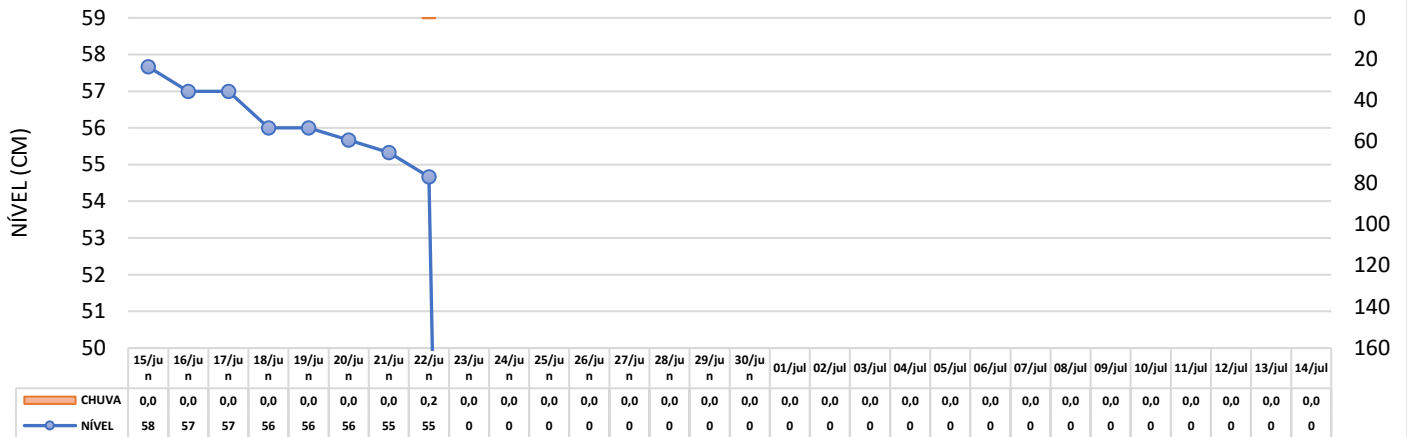 59 0
58 20
57 40
56 60
55 80
54 100
53 120
52 140
51
50 160
NÍVEL (CM)
15/jun 16/jun 17/jun 18/jun 19/jun 20/jun 21/jun 22/jun 23/jun 24/jun 25/jun 26/jun 27/jun 28/jun 29/jun 30/jun 01/jul 02/jul 03/jul 04/jul 05/jul 06/jul 07/jul 08/jul 09/jul 10/jul 11/jul 12/jul 13/jul 14/jul
CHUVA 0,0 0,0 0,0 0,0 0,0 0,0 0,0 0,2 0,0 0,0 0,0 0,0 0,0 0,0 0,0 0,0 0,0 0,0 0,0 0,0 0,0 0,0 0,0 0,0 0,0 0,0 0,0 0,0 0,0 0,0
NÍVEL 58 57 57 56 56 56 55 55 0 0 0 0 0 0 0 0 0 0 0 0 0 0 0 0 0 0 0 0 0 0